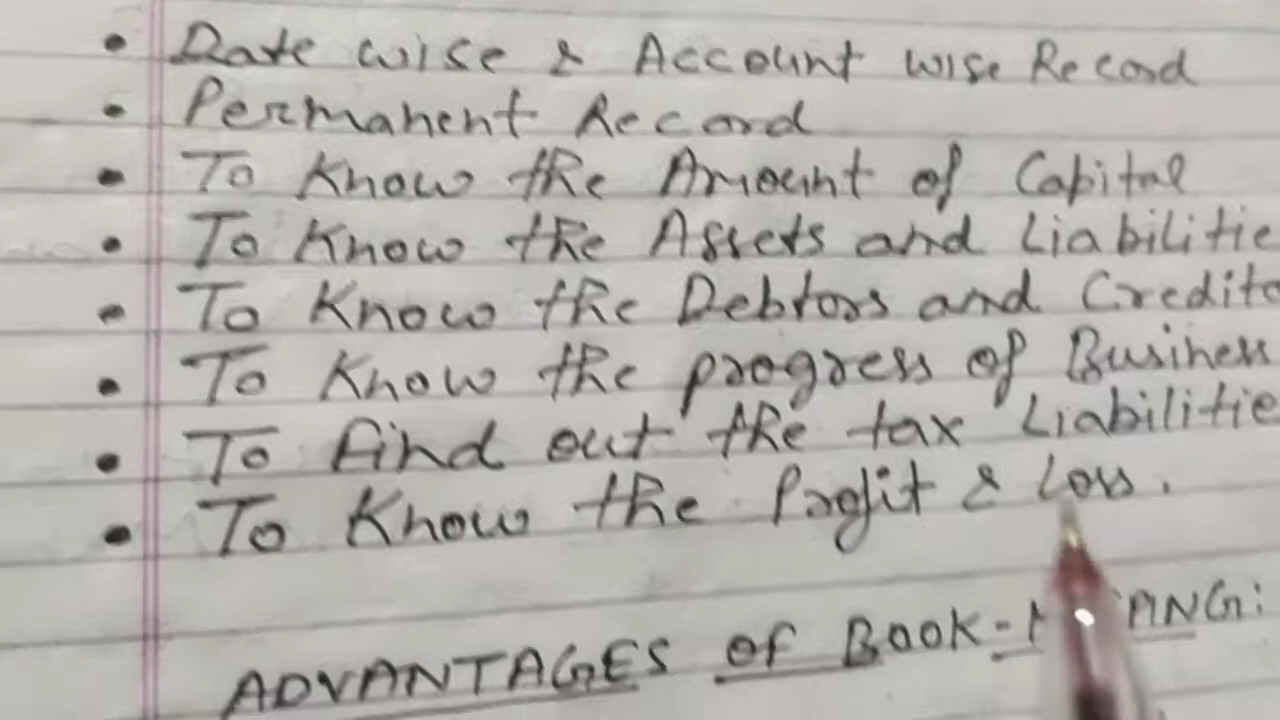 • Date wise & Account wise Record
• Permanent Record
• To Know the Amount of Capital
• To Know the Assets and Liabilitie
• To Know the Debtors and Credito
• To Know the progress of Business
• To find out the tax Liabilitie
• To Know the Profit & Loss.
ADVANTAGES of BOOK-